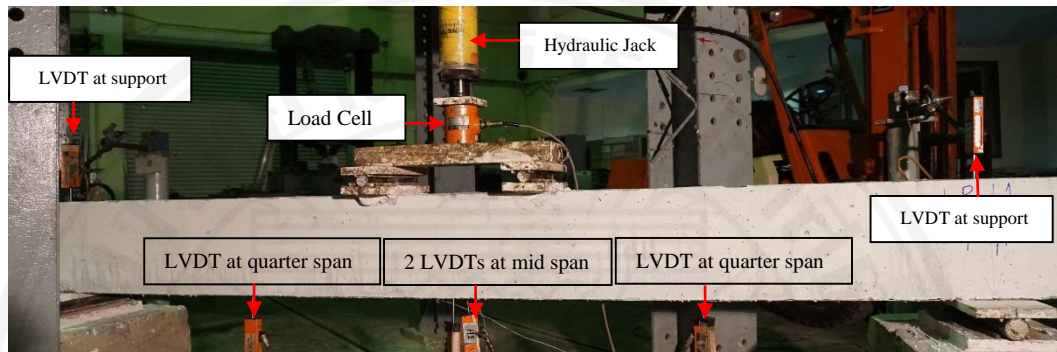 Hydraulic Jack
LVDT at support
Load Cell
LVDT at support
LVDT at quarter span
2 LVDTs at mid span
LVDT at quarter span